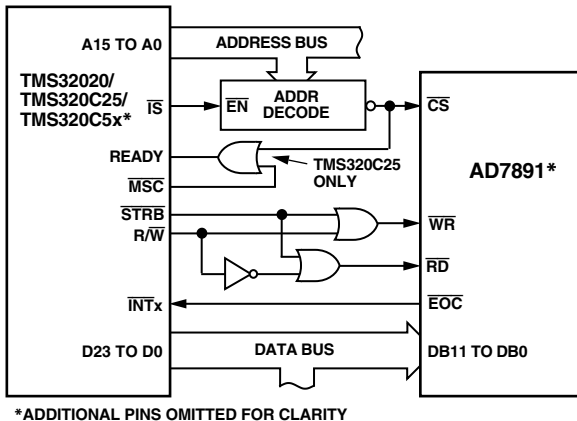 A15 TO A0
ADDRESS BUS
TMS32020/
TMS320C25/
TMS320C5x*
IS
EN
ADDR
DECODE
CS
READY
TMS320C25
ONLY
MSC
AD7891*
STRB
R/W
WR
RD
INTx
EOC
D23 TO D0
DATA BUS
DB11 TO DB0
*ADDITIONAL PINS OMITTED FOR CLARITY